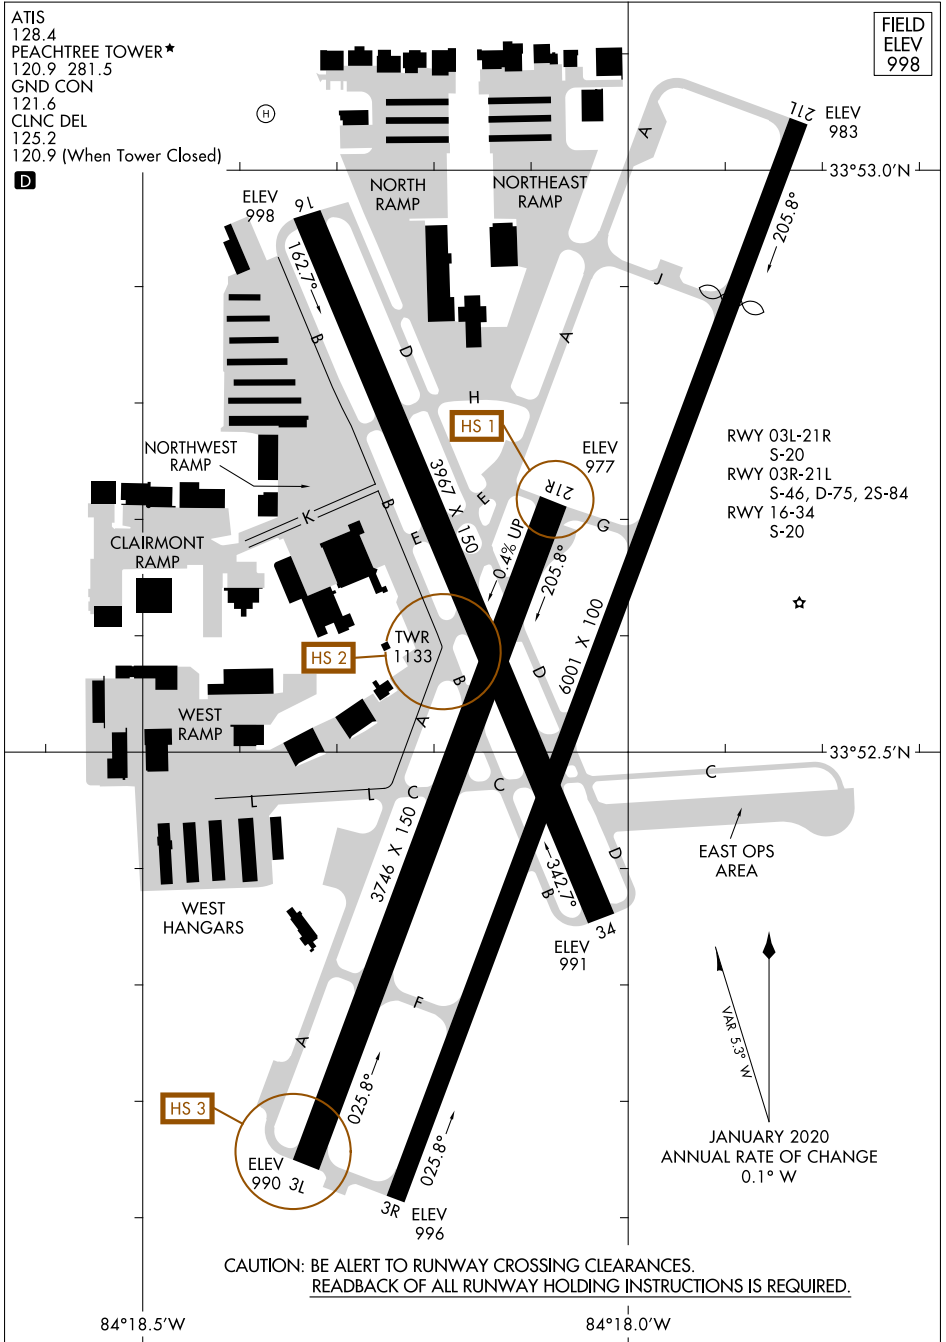 ATIS
128.4
PEACHTREE TOWER★
120.9 281.5
GND CON
121.6
CLNC DEL
125.2
120.9 (When Tower Closed)
D
FIELD
ELEV
998
H
A
21L
ELEV
983
33°53.0'N
NORTH
RAMP
NORTHEAST
RAMP
ELEV
998
16
205.8°
162.7°
J
B
D
A
H
HS 1
ELEV
977
21R
NORTHWEST
RAMP
3967 X 150
RWY 03L-21R
S-20
RWY 03R-21L
S-46, D-75, 2S-84
RWY 16-34
S-20
K
B
E
E
G
0.4% UP
205.8°
CLAIRMONT
RAMP
6001 X 100
TWR
1133
HS 2
B
D
WEST
RAMP
A
33°52.5'N
L
L
C
C
C
3746 X 150
EAST OPS
AREA
D
342.7°
B
WEST
HANGARS
34
ELEV
991
F
A
VAR 5.3° W
025.8°
HS 3
025.8°
JANUARY 2020
ANNUAL RATE OF CHANGE
0.1° W
ELEV
990
3L
3R
ELEV
996
CAUTION: BE ALERT TO RUNWAY CROSSING CLEARANCES.
READBACK OF ALL RUNWAY HOLDING INSTRUCTIONS IS REQUIRED.
84°18.5'W
84°18.0'W